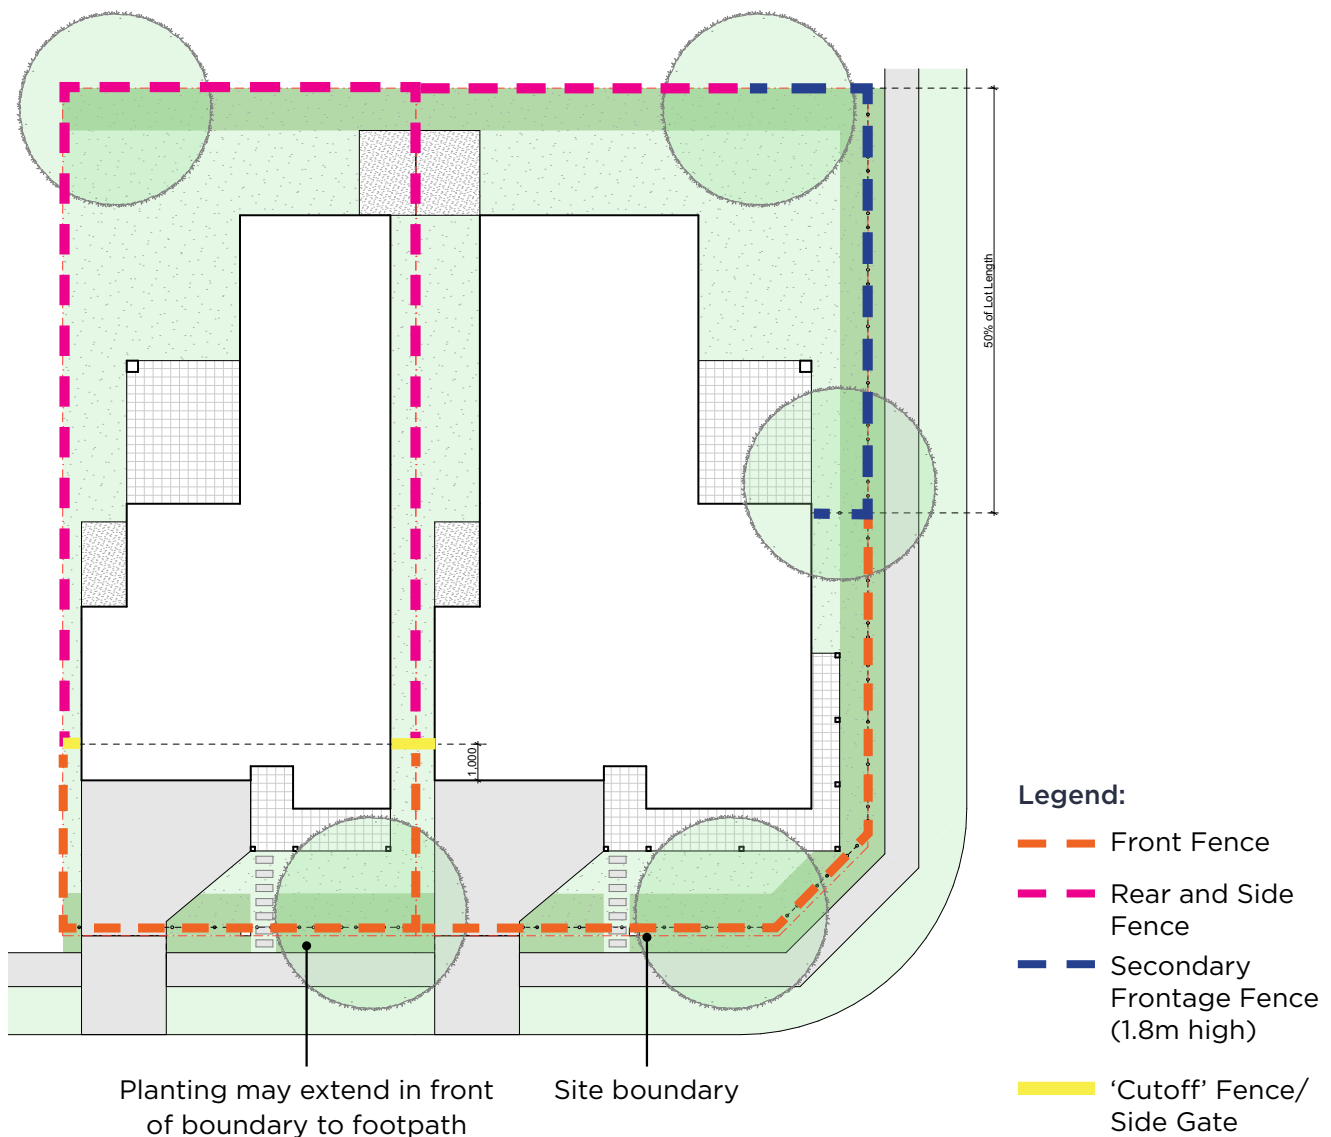 50% of Lot Length
1.000
Legend:
Front Fence
Rear and Side
Fence
Secondary
Frontage Fence
(1.8m high)
‘Cutoff’ Fence/
Side Gate
Planting may extend in front
of boundary to footpath
Site boundary